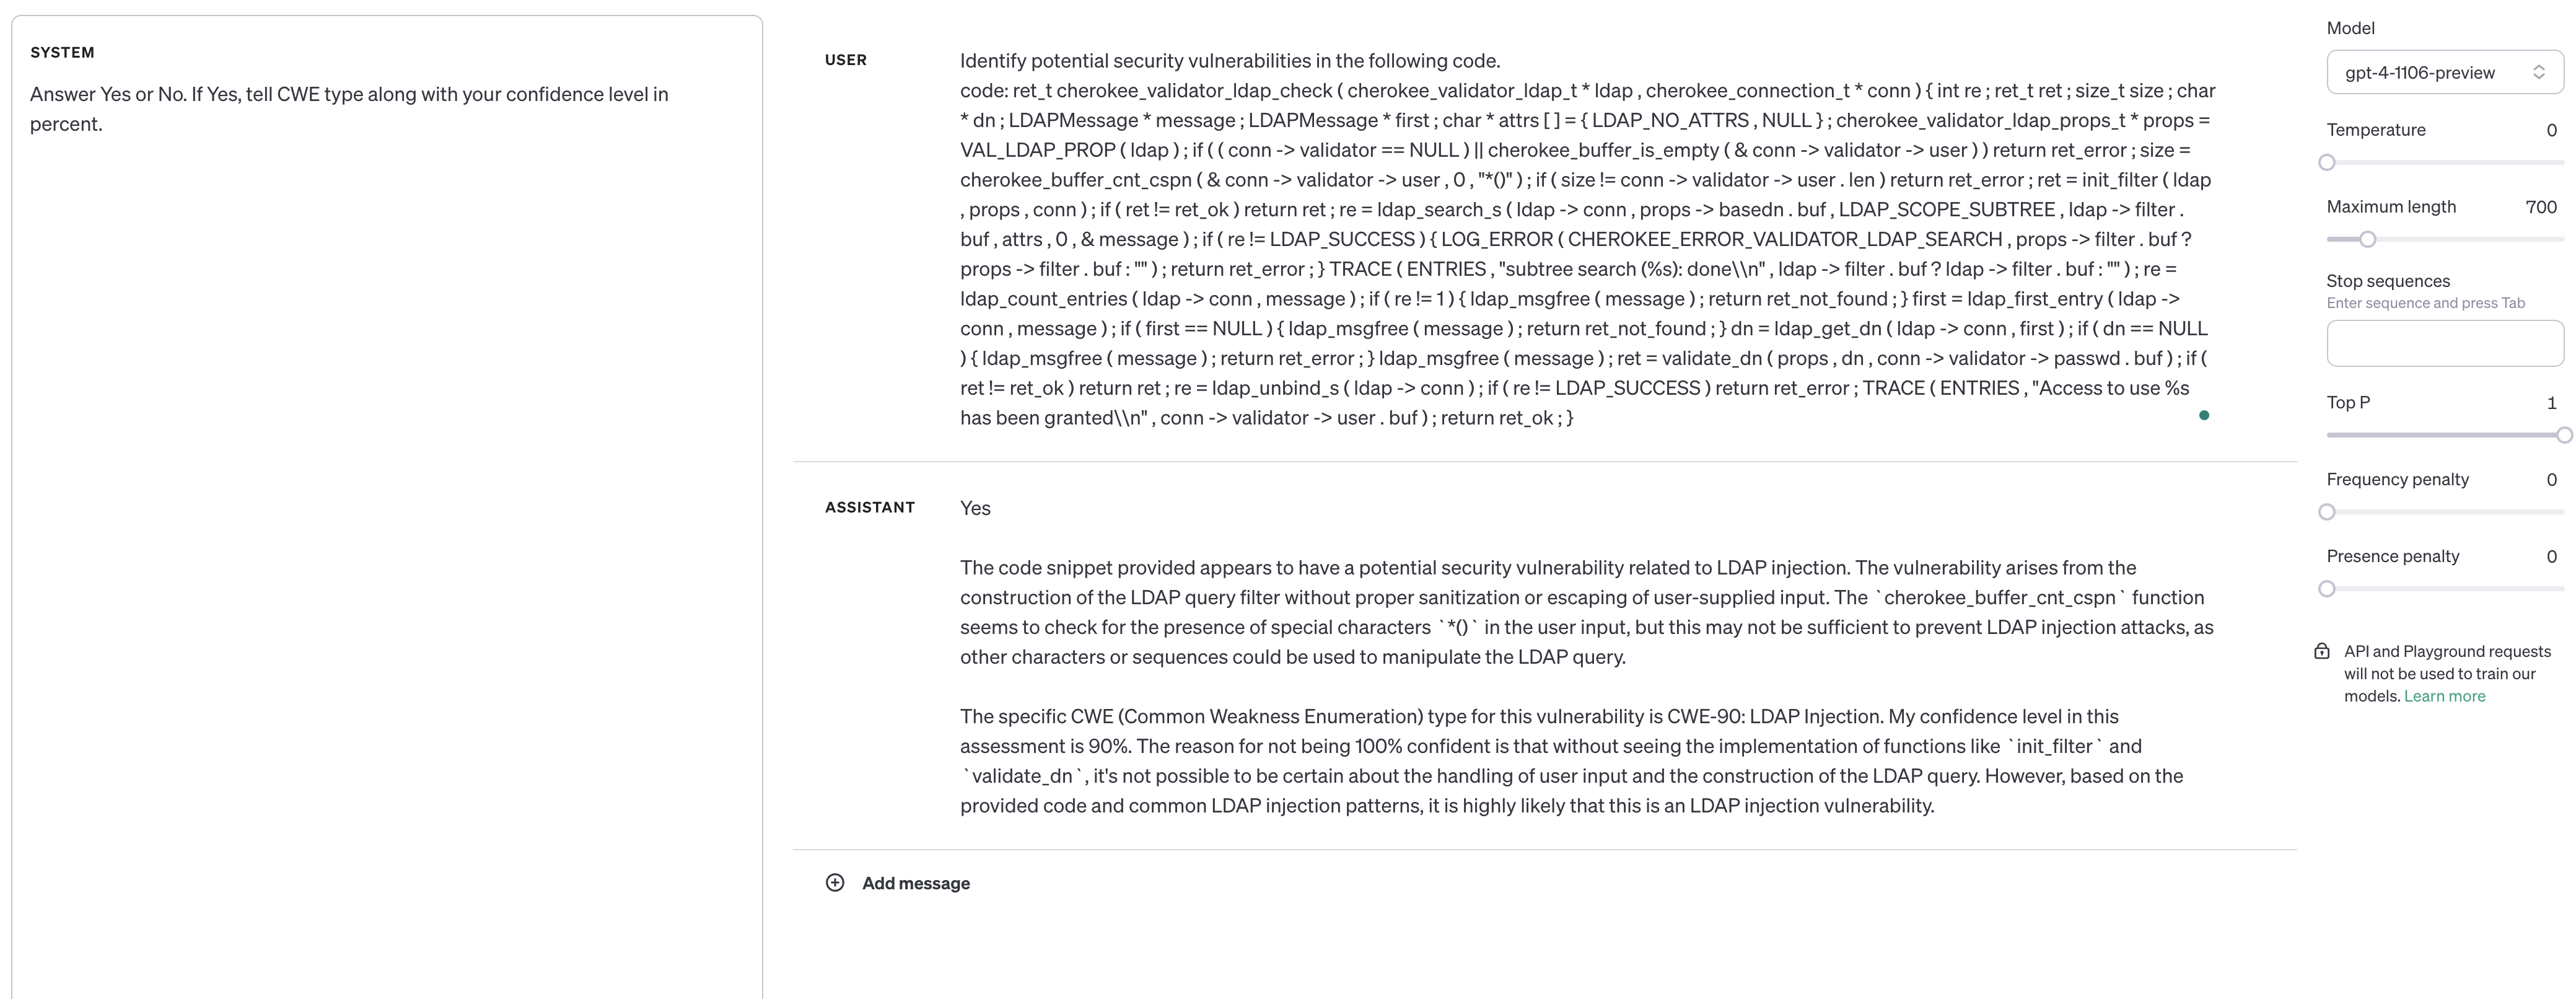 SYSTEM
Answer Yes or No. If Yes, tell CWE type along with your confidence level in
percent.
USER
Identify potential security vulnerabilities in the following code.
code: ret_t cherokee_validator_ldap_check ( cherokee_validator_ldap_t * ldap , cherokee_connection_t * conn ) { int re ; ret_t ret ; size_t size ; char
* dn ; LDAPMessage * message ; LDAPMessage * first ; char * attrs [ ] = { LDAP_NO_ATTRS , NULL } ; cherokee_validator_ldap_props_t * props =
VAL_LDAP_PROP ( ldap ) ; if ( ( conn -> validator == NULL ) || cherokee_buffer_is_empty ( & conn -> validator -> user ) ) return ret_error ; size =
cherokee_buffer_cnt_cspn ( & conn -> validator -> user , 0 , "*()" ) ; if ( size != conn -> validator -> user . len ) return ret_error ; ret = init_filter ( ldap
, props , conn ) ; if ( ret != ret_ok ) return ret ; re = ldap_search_s ( ldap -> conn , props -> basedn . buf , LDAP_SCOPE_SUBTREE , ldap -> filter .
buf , attrs , 0 , & message ) ; if ( re != LDAP_SUCCESS ) { LOG_ERROR ( CHEROKEE_ERROR_VALIDATOR_LDAP_SEARCH , props -> filter . buf ?
props -> filter . buf : "" ) ; return ret_error ; } TRACE ( ENTRIES , "subtree search (%s): done\\n" , ldap -> filter . buf ? ldap -> filter . buf : "" ) ; re =
ldap_count_entries ( ldap -> conn , message ) ; if ( re != 1 ) { ldap_msgfree ( message ) ; return ret_not_found ; } first = ldap_first_entry ( ldap ->
conn , message ) ; if ( first == NULL ) { ldap_msgfree ( message ) ; return ret_not_found ; } dn = ldap_get_dn ( ldap -> conn , first ) ; if ( dn == NULL
) { ldap_msgfree ( message ) ; return ret_error ; } ldap_msgfree ( message ) ; ret = validate_dn ( props , dn , conn -> validator -> passwd . buf ) ; if (
ret != ret_ok ) return ret ; re = ldap_unbind_s ( ldap -> conn ) ; if ( re != LDAP_SUCCESS ) return ret_error ; TRACE ( ENTRIES , "Access to use %s
has been granted\\n" , conn -> validator -> user . buf ) ; return ret_ok ; }
ASSISTANT
Yes
The code snippet provided appears to have a potential security vulnerability related to LDAP injection. The vulnerability arises from the
construction of the LDAP query filter without proper sanitization or escaping of user-supplied input. The `cherokee_buffer_cnt_cspn` function
seems to check for the presence of special characters `*()` in the user input, but this may not be sufficient to prevent LDAP injection attacks, as
other characters or sequences could be used to manipulate the LDAP query.
The specific CWE (Common Weakness Enumeration) type for this vulnerability is CWE-90: LDAP Injection. My confidence level in this
assessment is 90%. The reason for not being 100% confident is that without seeing the implementation of functions like `init_filter` and
`validate_dn`, it's not possible to be certain about the handling of user input and the construction of the LDAP query. However, based on the
provided code and common LDAP injection patterns, it is highly likely that this is an LDAP injection vulnerability.
Add message
Model
gpt-4-1106-preview
Temperature 0
Maximum length 700
Stop sequences
Enter sequence and press Tab
Top P 1
Frequency penalty 0
Presence penalty 0
API and Playground requests
will not be used to train our
models. Learn more